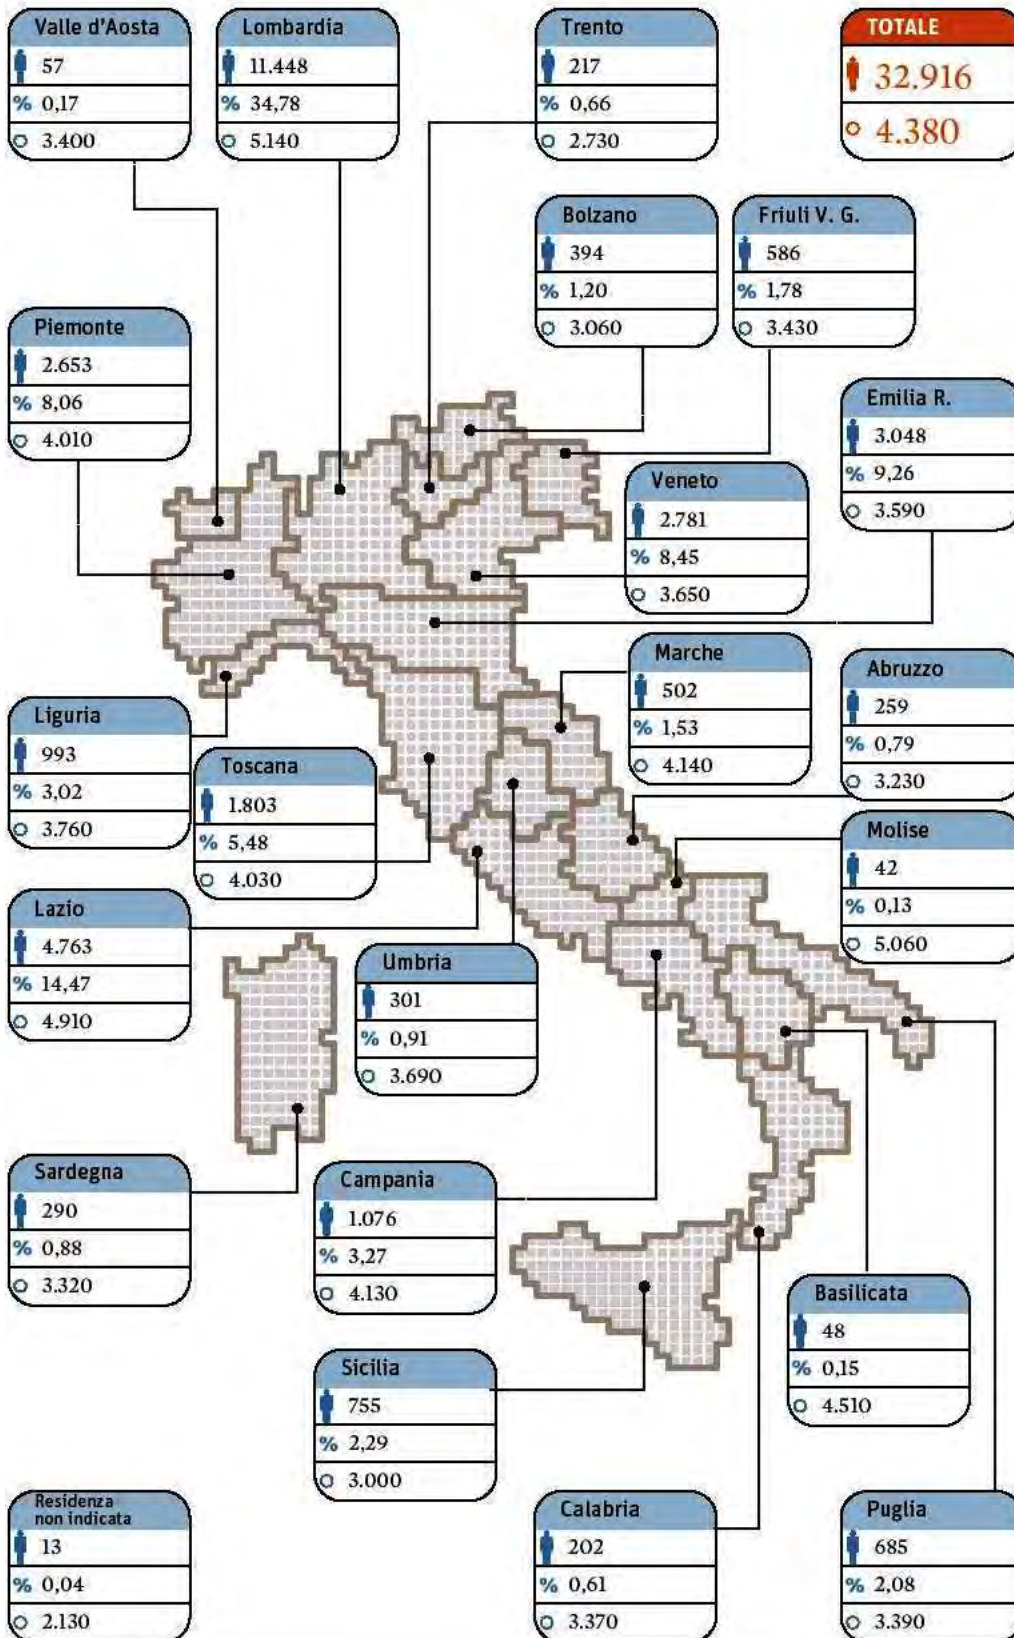 Valle d'Aosta
57
% 0,17
3.400
Lombardia
11.448
% 34,78
5.140
Trento
217
% 0,66
2.730
TOTALE
32.916
4.380
Bolzano
394
% 1,20
3.060
Friuli V. G.
586
% 1,78
3.430
Piemonte
2.653
% 8,06
4.010
Emilia R.
3.048
% 9,26
3.590
Veneto
2.781
% 8,45
3.650
Marche
502
% 1,53
4.140
Abruzzo
259
% 0,79
3.230
Liguria
993
% 3,02
3.760
Toscana
1.803
% 5,48
4.030
Molise
42
% 0,13
5.060
Lazio
4.763
% 14,47
4.910
Umbria
301
% 0,91
3.690
Sardegna
290
% 0,88
3.320
Campania
1.076
% 3,27
4.130
Basilicata
48
% 0,15
4.510
Sicilia
755
% 2,29
3.000
Residenza
non indicata
13
% 0,04
2.130
Calabria
202
% 0,61
3.370
Puglia
685
% 2,08
3.390